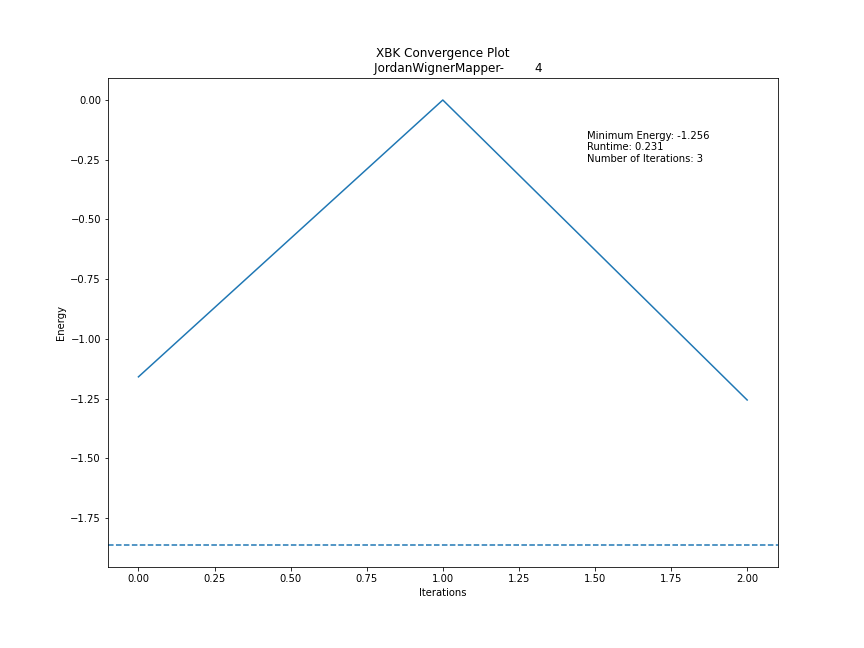 XBK Convergence Plot
JordanWignerMapper-        4
0.00
−0.25
−0.50
−0.75
−1.00
−1.25
−1.50
−1.75
Energy
Minimum Energy: -1.256
Runtime: 0.231
Number of Iterations: 3
0.00 0.25 0.50 0.75 1.00 1.25 1.50 1.75 2.00
Iterations